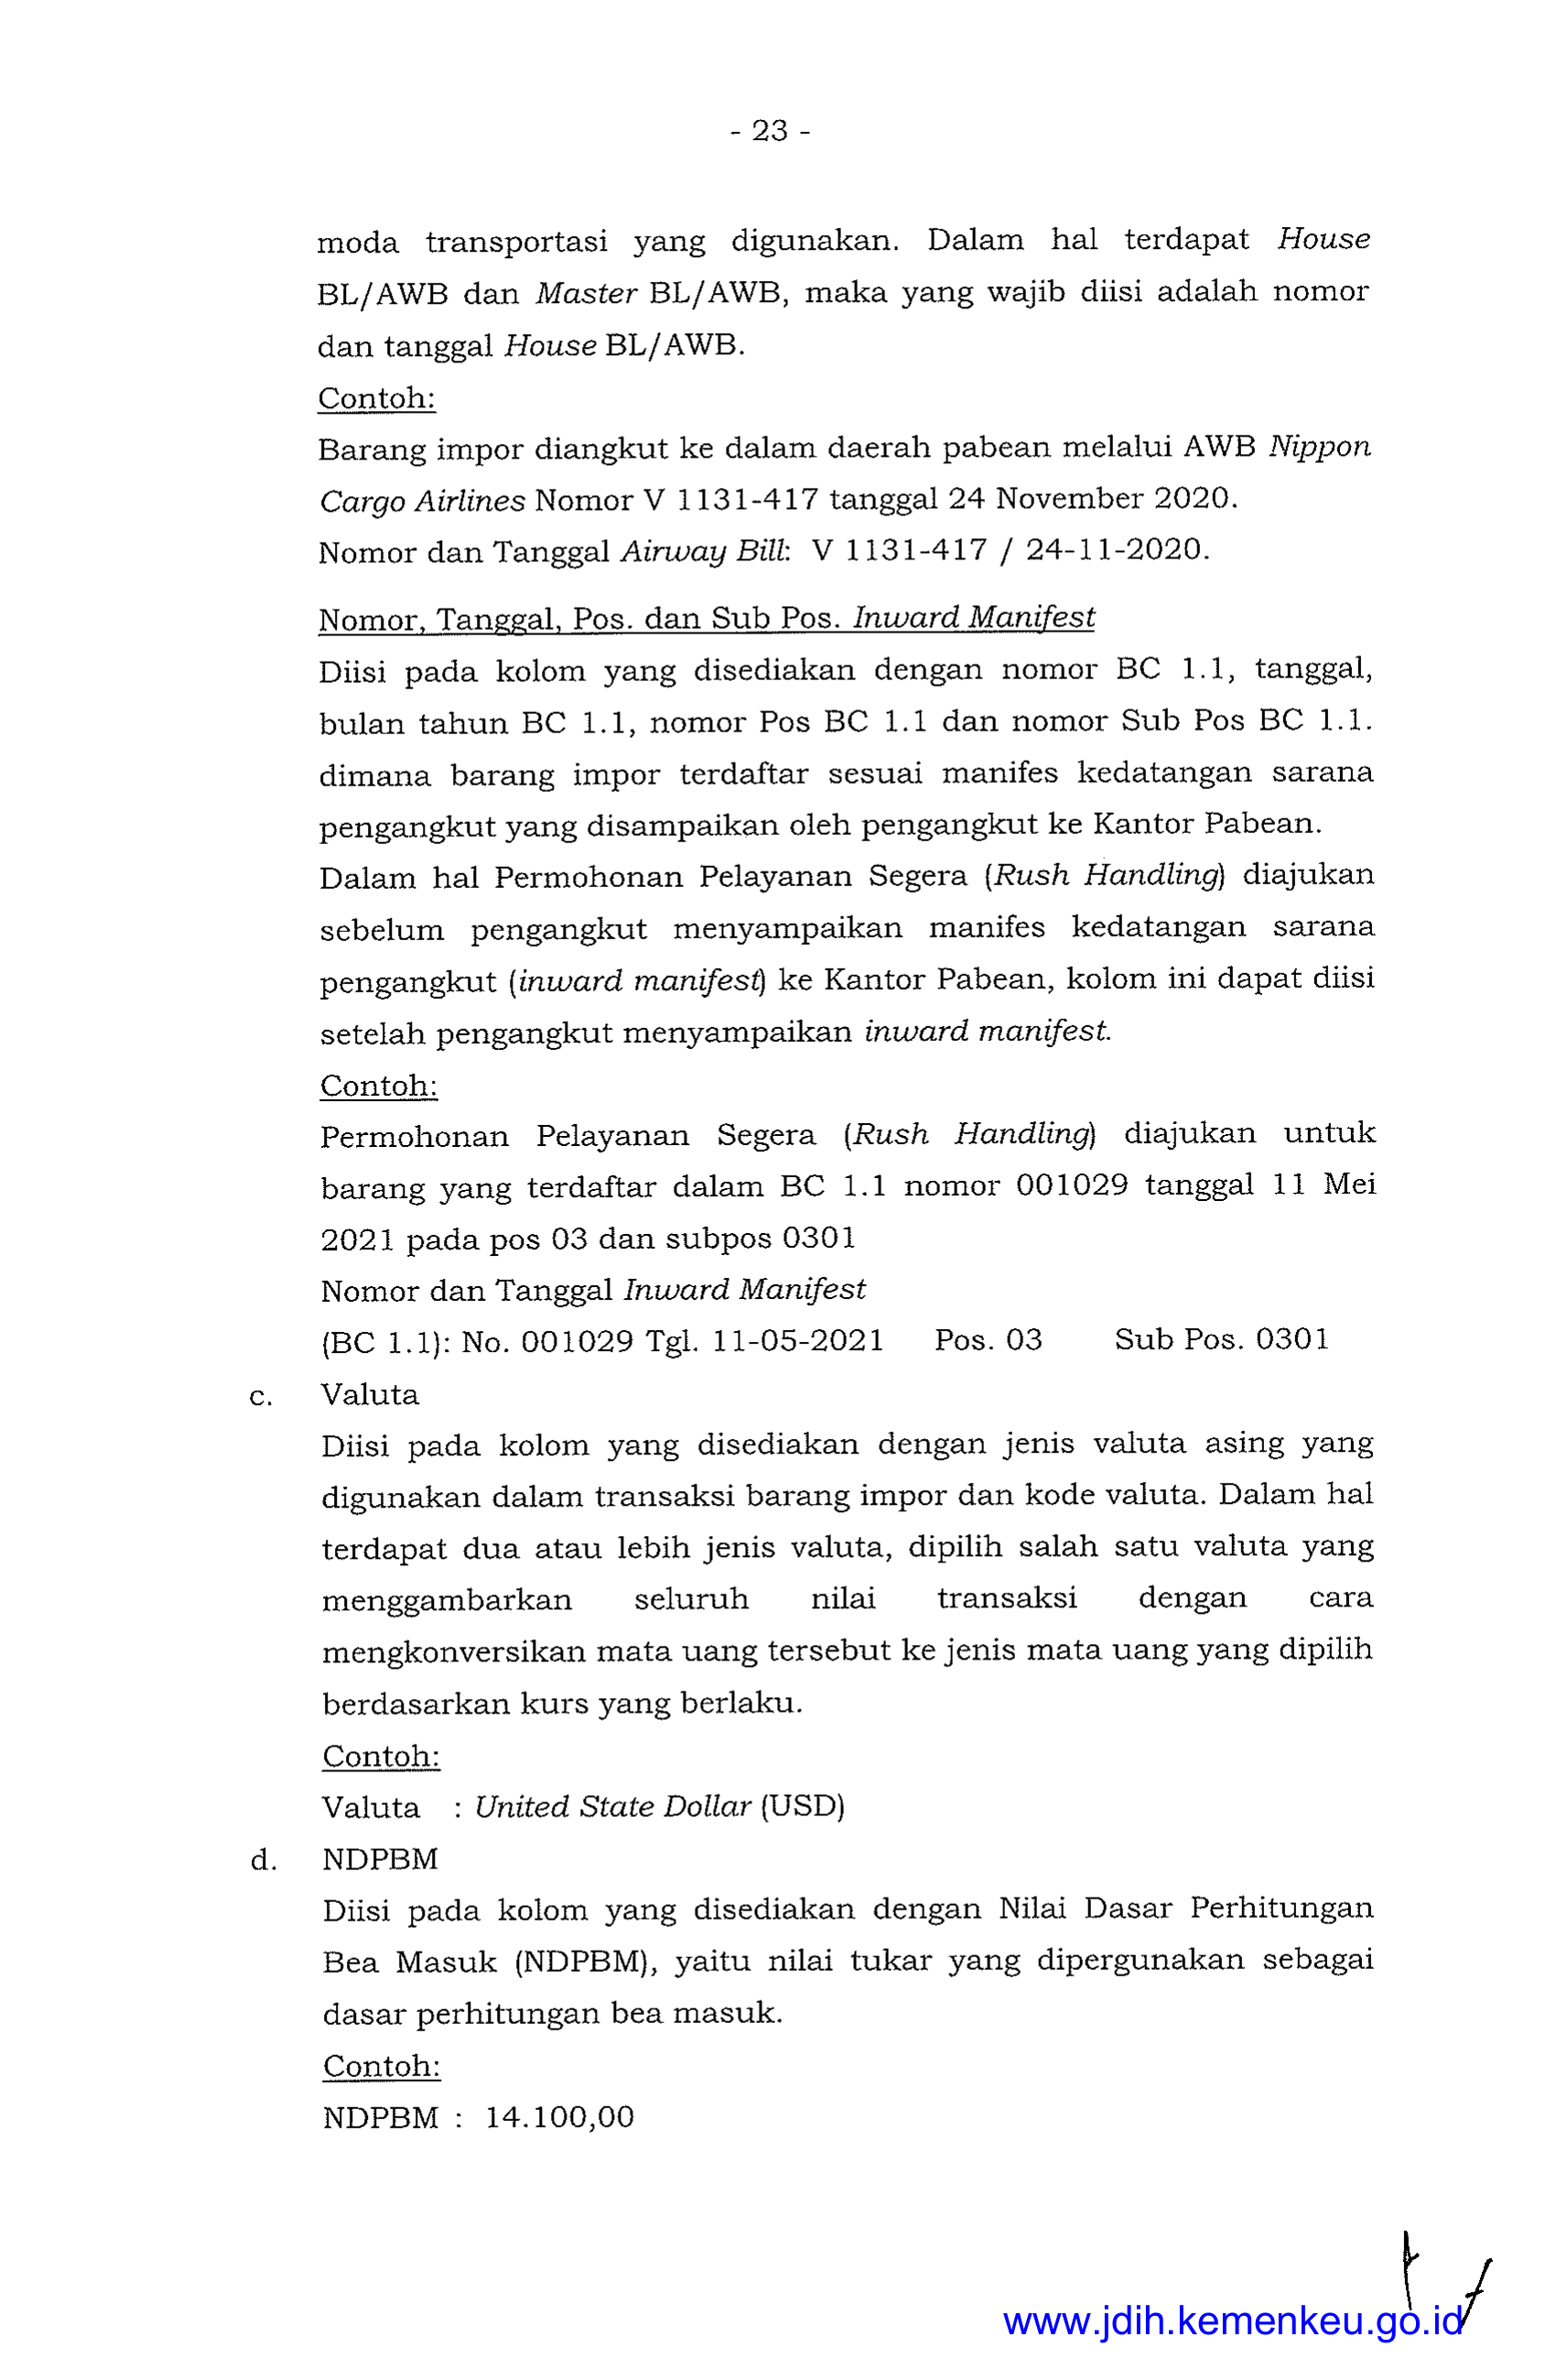 - 23 -
moda transportasi yang digunakan. Dalam hal terdapat House
BL/AWB dan Master BL/AWB, maka yang wajib diisi adalah nomor
dan tanggal House BL/AWB.
Contoh:
Barang impor diangkut ke dalam daerah pabean melalui AWB Nippon
Cargo Airlines Nomor V 1131-417 tanggal 24 November 2020.
Nomor dan Tanggal Airway Bill: V 1131-417 / 24-11-2020.
Nomor, Tanggal, Pos. dan Sub Pos. Inward Manifest
Diisi pada kolom yang disediakan dengan nomor BC 1.1, tanggal,
bulan tahun BC 1.1, nomor Pos BC 1.1 dan nomor Sub Pos BC 1.1.
dimana barang impor terdaftar sesuai manifes kedatangan sarana
pengangkut yang disampaikan oleh pengangkut ke Kantor Pabean.
Dalam hal Permohonan Pelayanan Segera (Rush Handling) diajukan
sebelum pengangkut menyampaikan manifes kedatangan sarana
pengangkut (inward manifest) ke Kantor Pabean, kolom ini dapat diisi
setelah pengangkut menyampaikan inward manifest.
Contoh:
Permohonan Pelayanan Segera (Rush Handling) diajukan untuk
barang yang terdaftar dalam BC 1.1 nomor 001029 tanggal 11 Mei
2021 pada pos 03 dan subpos 0301
Nomor dan Tanggal Inward Manifest
(BC 1.1): No. 001029 Tgl. 11-05-2021 Pos. 03 Sub Pos. 0301
c. Valuta
Diisi pada kolom yang disediakan dengan jenis valuta asing yang
digunakan dalam transaksi barang impor dan kode valuta. Dalam hal
terdapat dua atau lebih jenis valuta, dipilih salah satu valuta yang
menggambarkan seluruh nilai transaksi dengan cara
mengkonversikan mata uang tersebut ke jenis mata uang yang dipilih
berdasarkan kurs yang berlaku.
Contoh:
Valuta : United State Dollar (USD)
d. NDPBM
Diisi pada kolom yang disediakan dengan Nilai Dasar Perhitungan
Bea Masuk (NDPBM), yaitu nilai tukar yang dipergunakan sebagai
dasar perhitungan bea masuk.
Contoh:
NDPBM : 14.100,00
www.jdih.kemenkeu.go.id